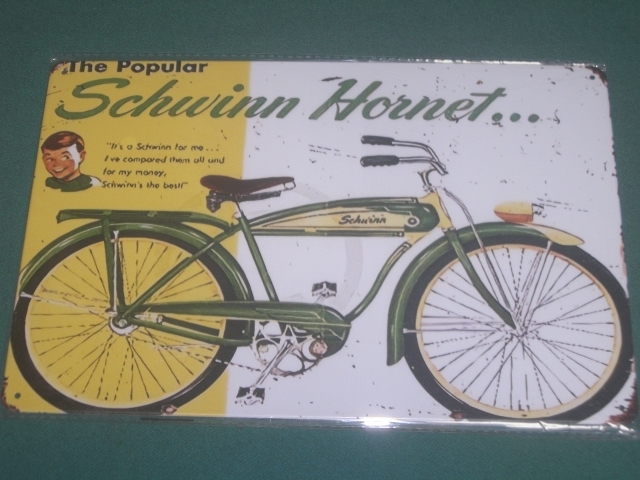 The Popular
Schwinn Hornet...
"It's a Schwinn for me...
I've compared them all and
for my money,
Schwinn's the best!"
Schwinn